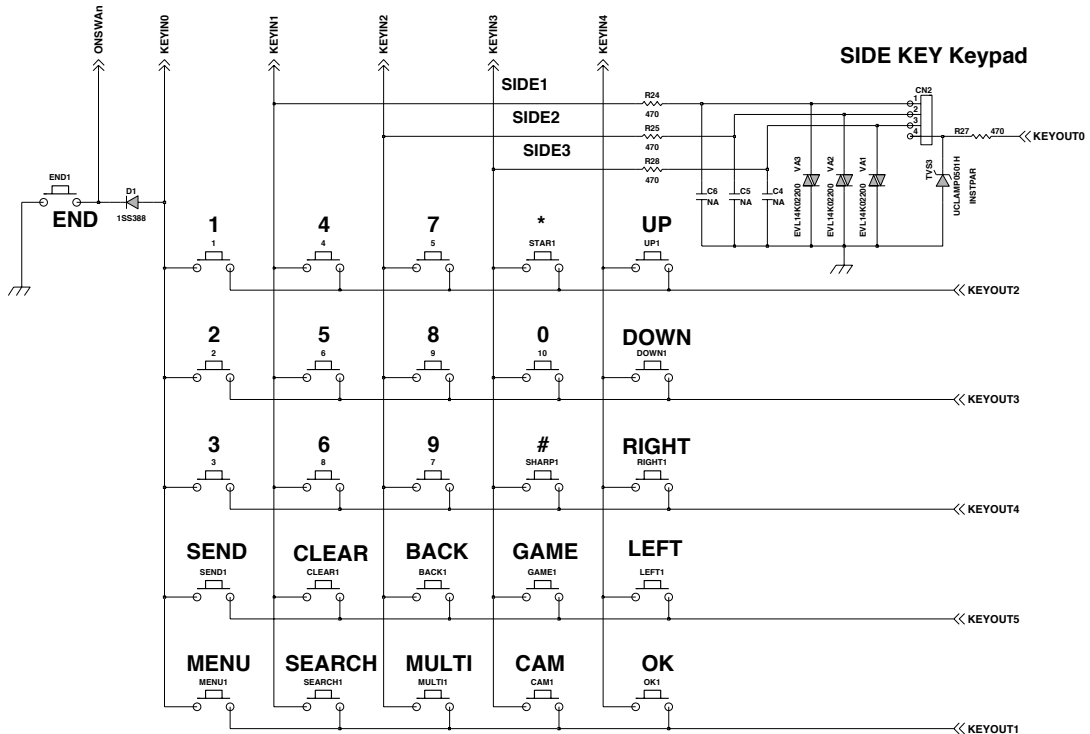 ONSWAn
KEYIN0
KEYIN1
KEYIN2
KEYIN3
KEYIN4
SIDE KEY Keypad
SIDE1
R24
470
CN2
1
2
3
4
SIDE2
R25
470
R27
470
KEYOUT0
SIDE3
R28
470
END1
END
D1
1SS388
C6
NA
C5
NA
C4
NA
VA3
EVL14K02200
VA2
EVL14K02200
VA1
EVL14K02200
TVS3
UCLAMP0501H
INSTPAR
1
4
7
*
UP
1
4
5
STAR1
UP1
KEYOUT2
2
5
8
0
DOWN
2
6
9
10
DOWN1
KEYOUT3
3
6
9
#
RIGHT
3
8
7
SHARP1
RIGHT1
KEYOUT4
SEND
CLEAR
BACK
GAME
LEFT
SEND1
CLEAR1
BACK1
GAME1
LEFT1
KEYOUT5
MENU
SEARCH
MULTI
CAM
OK
MENU1
SEARCH1
MULTI1
CAM1
OK1
KEYOUT1